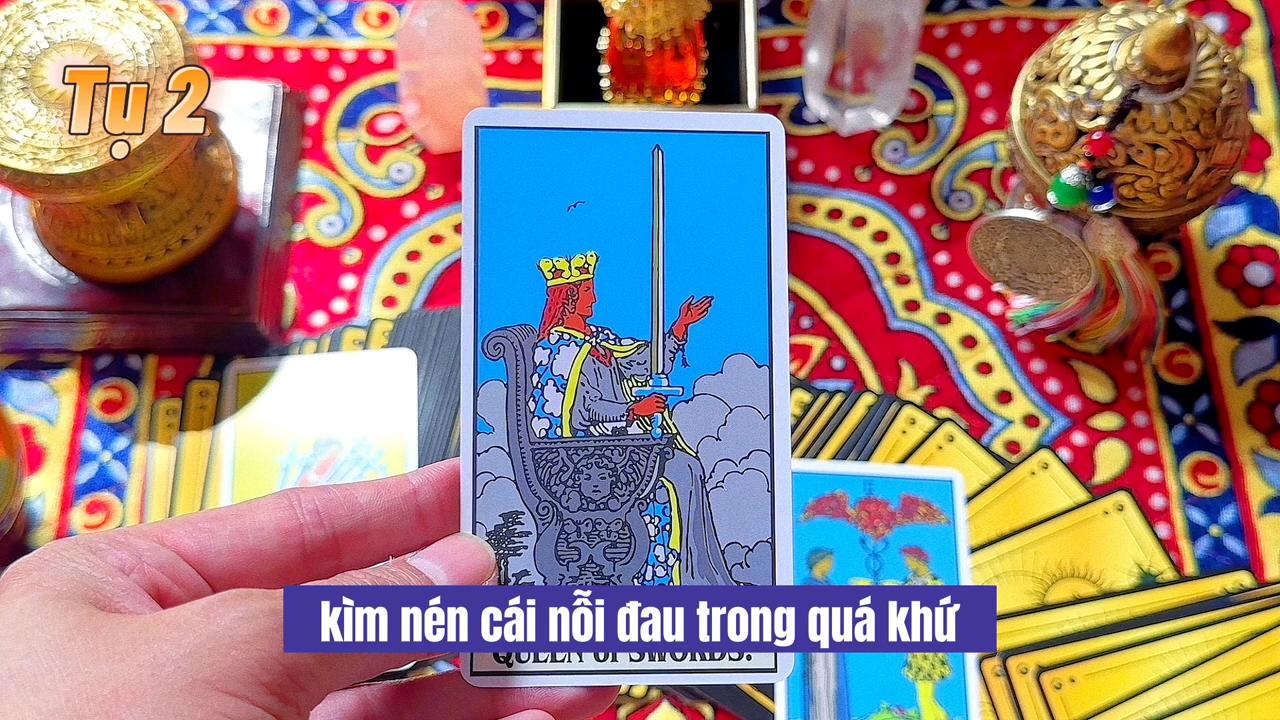 Tụ 2
kìm nén cái nỗi đau trong quá khứ
QUEEN OF SWORDS.